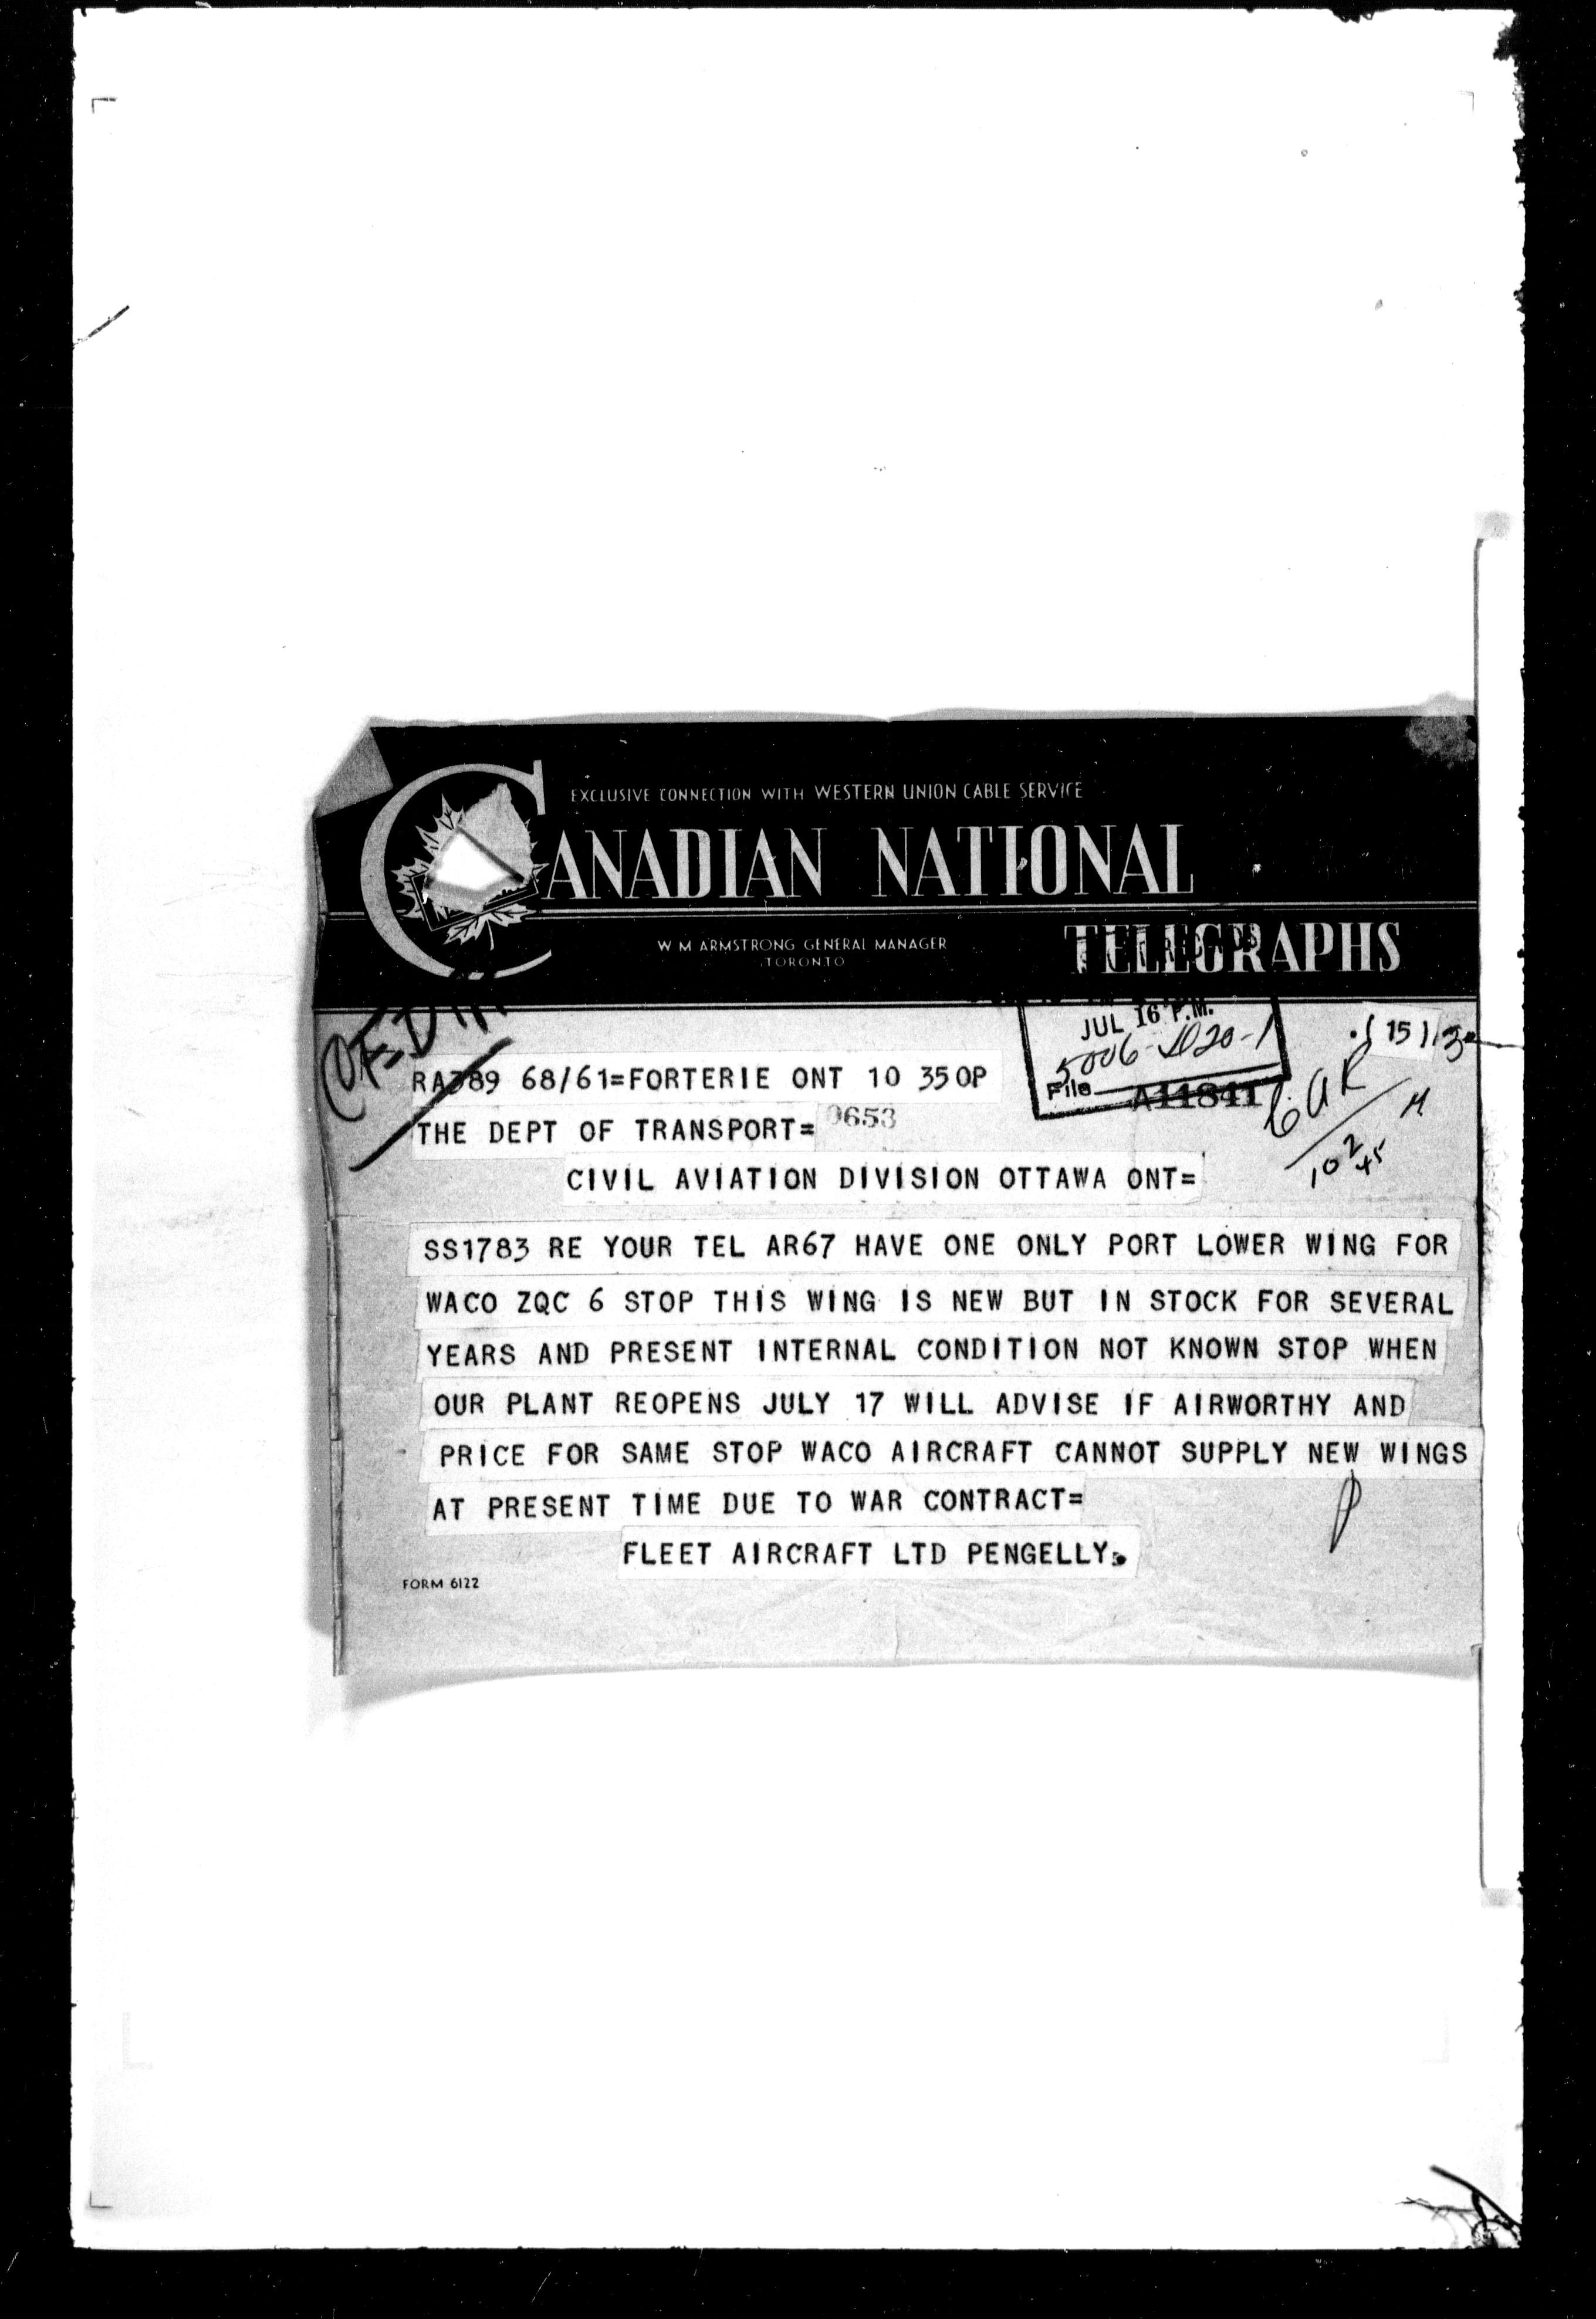 EXCLUSIVE CONNECTION WITH WESTERN UNION CABLE SERVICE
CANADIAN NATIONAL
TELEGRAPHS
W M ARMSTRONG GENERAL MANAGER
TORONTO
JUL 16 P.M.
5006-
File A11841
RA389 68/61=FORTERIE ONT 10 350P
THE DEPT OF TRANSPORT=
CIVIL AVIATION DIVISION OTTAWA ONT=
SS1783 RE YOUR TEL AR67 HAVE ONE ONLY PORT LOWER WING FOR
WACO ZQC 6 STOP THIS WING IS NEW BUT IN STOCK FOR SEVERAL
YEARS AND PRESENT INTERNAL CONDITION NOT KNOWN STOP WHEN
OUR PLANT REOPENS JULY 17 WILL ADVISE IF AIRWORTHY AND
PRICE FOR SAME STOP WACO AIRCRAFT CANNOT SUPPLY NEW WINGS
AT PRESENT TIME DUE TO WAR CONTRACT=
FLEET AIRCRAFT LTD PENGELLY.
FORM 6122